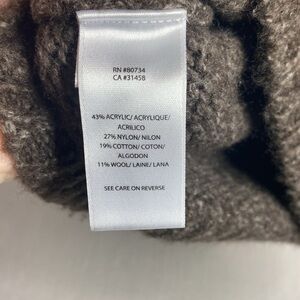 RN #80734
CA #31458
43% ACRYLIC/ ACRYLIQUE/
ACRILICO
27% NYLON/ NILON
19% COTTON/ COTON/
ALGODON
11% WOOL/ LAINE/ LANA
SEE CARE ON REVERSE